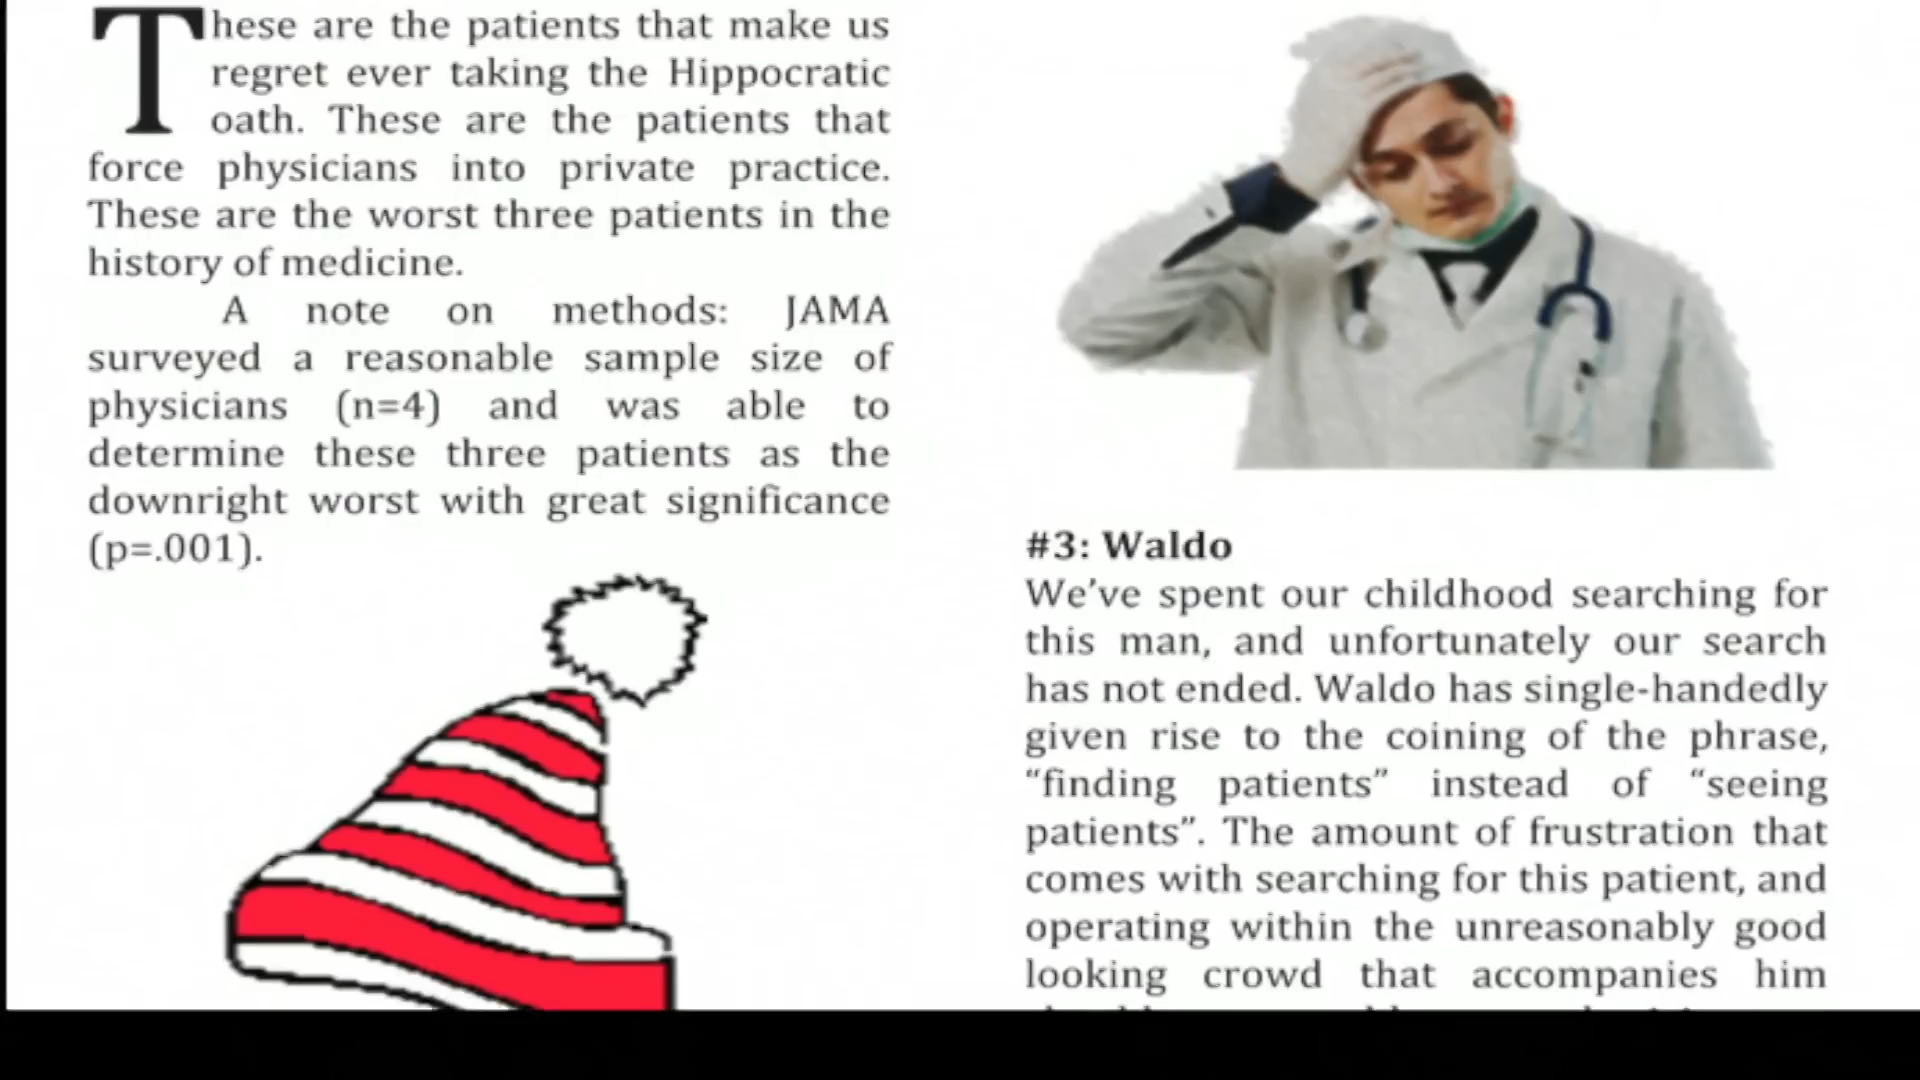 These are the patients that make us
regret ever taking the Hippocratic
oath. These are the patients that
force physicians into private practice.
These are the worst three patients in the
history of medicine.
A note on methods: JAMA
surveyed a reasonable sample size of
physicians (n=4) and was able to
determine these three patients as the
downright worst with great significance
(p=.001).
#3: Waldo
We’ve spent our childhood searching for
this man, and unfortunately our search
has not ended. Waldo has single-handedly
given rise to the coining of the phrase,
“finding patients” instead of “seeing
patients”. The amount of frustration that
comes with searching for this patient, and
operating within the unreasonably good
looking crowd that accompanies him